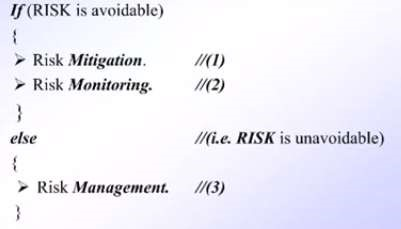 If (RISK is avoidable)
{
➢ Risk Mitigation. //(1)
➢ Risk Monitoring. //(2)
}
else //(i.e. RISK is unavoidable)
{
➢ Risk Management. //(3)
}